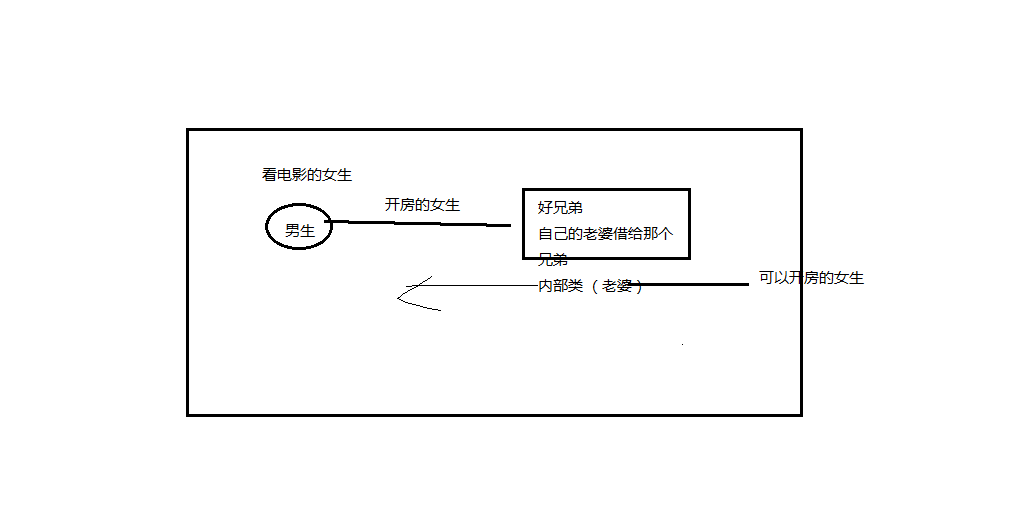 看电影的女生
开房的女生
男生
好兄弟
自己的老婆借给那个
兄弟
内部类（老婆）
可以开房的女生